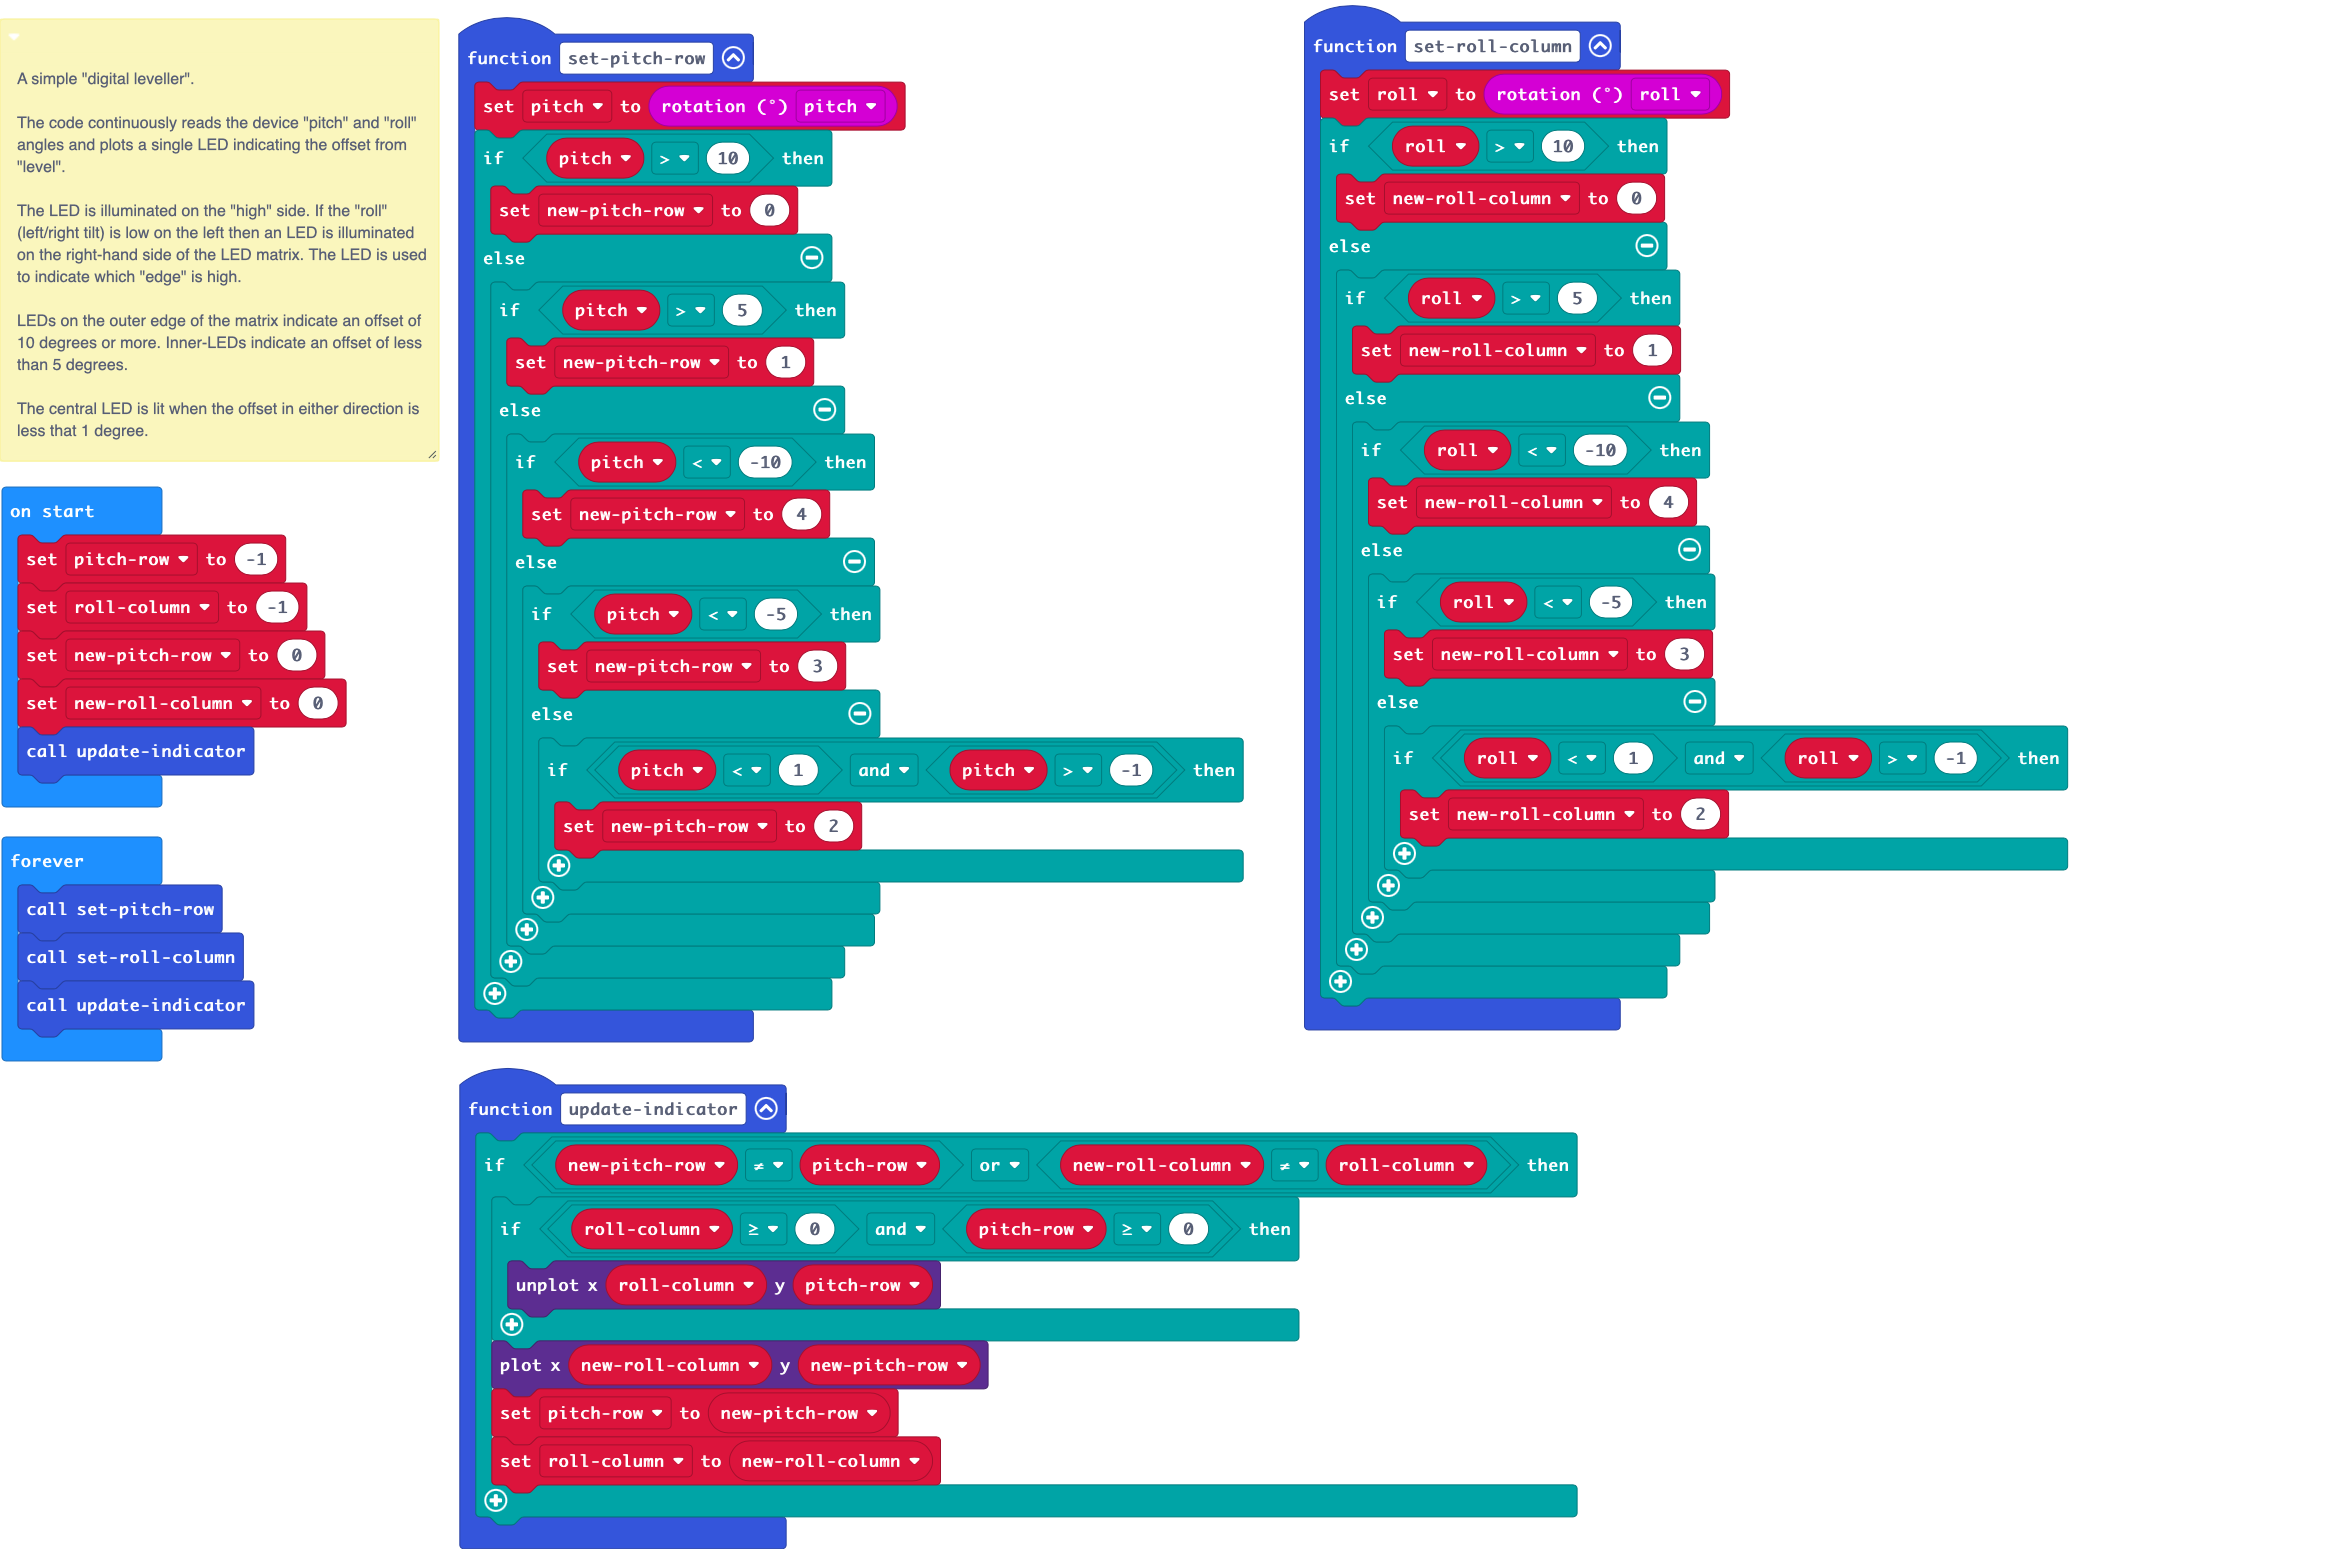 A simple "digital leveller".
The code continuously reads the device "pitch" and "roll"
angles and plots a single LED indicating the offset from
"level".
The LED is illuminated on the "high" side. If the "roll"
(left/right tilt) is low on the left then an LED is illuminated
on the right-hand side of the LED matrix. The LED is used
to indicate which "edge" is high.
LEDs on the outer edge of the matrix indicate an offset of
10 degrees or more. Inner-LEDs indicate an offset of less
than 5 degrees.
The central LED is lit when the offset in either direction is
less that 1 degree.
on start
set pitch-row to -1
set roll-column to -1
set new-pitch-row to 0
set new-roll-column to 0
call update-indicator
forever
call set-pitch-row
call set-roll-column
call update-indicator
function set-pitch-row
set pitch to rotation (°) pitch
if pitch > 10 then
set new-pitch-row to 0
else
if pitch > 5 then
set new-pitch-row to 1
else
if pitch < -10 then
set new-pitch-row to 4
else
if pitch < -5 then
set new-pitch-row to 3
else
if pitch < 1 and pitch > -1 then
set new-pitch-row to 2
function set-roll-column
set roll to rotation (°) roll
if roll > 10 then
set new-roll-column to 0
else
if roll > 5 then
set new-roll-column to 1
else
if roll < -10 then
set new-roll-column to 4
else
if roll < -5 then
set new-roll-column to 3
else
if roll < 1 and roll > -1 then
set new-roll-column to 2
function update-indicator
if new-pitch-row ≠ pitch-row or new-roll-column ≠ roll-column then
if roll-column ≥ 0 and pitch-row ≥ 0 then
unplot x roll-column y pitch-row
plot x new-roll-column y new-pitch-row
set pitch-row to new-pitch-row
set roll-column to new-roll-column